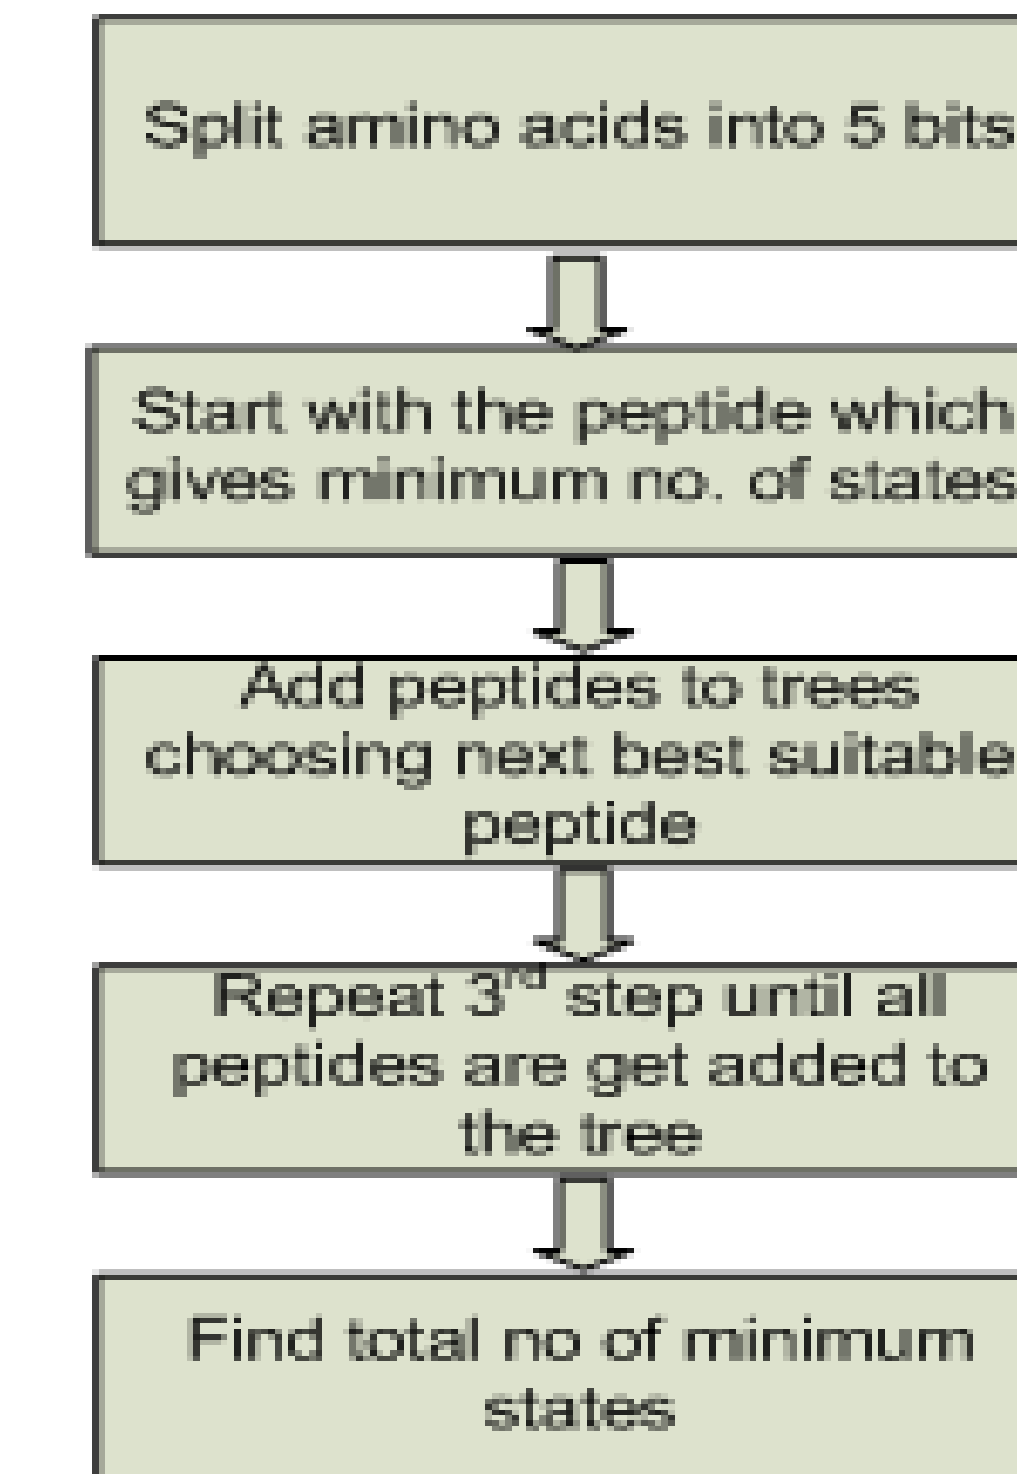 Split amino acids into 5 bits
Start with the peptide which
gives minimum no. of states
Add peptides to trees
choosing next best suitable
peptide
Repeat 3rd step until all
peptides are get added to
the tree
Find total no of minimum
states